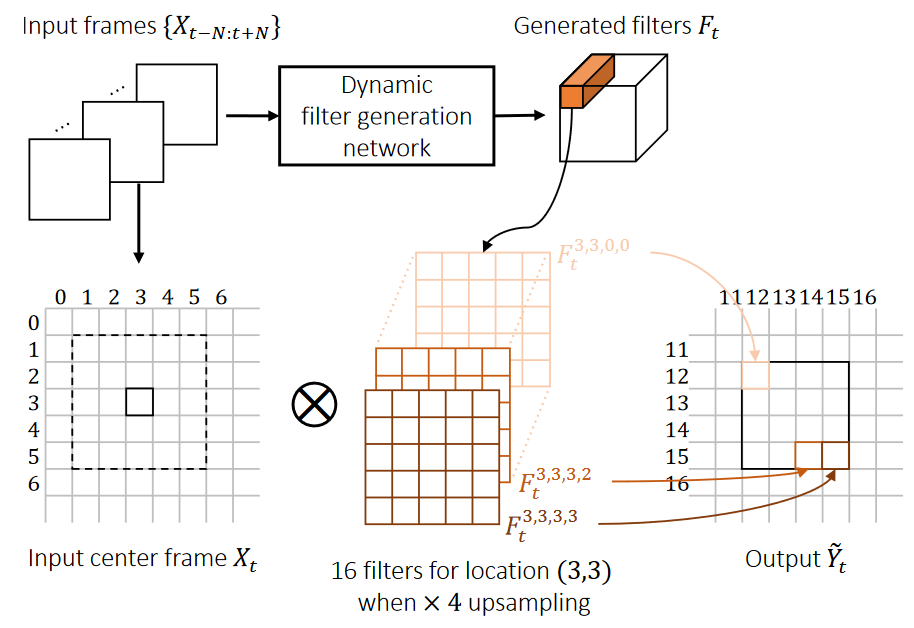 Input frames {X_{t−N:t+N}}
Generated filters F_t
Dynamic
filter generation
network
F_t^{3,3,0,0}
0 1 2 3 4 5 6
0
1
2
3
4
5
6
11 12 13 14 15 16
11
12
13
14
15
16
F_t^{3,3,3,2}
F_t^{3,3,3,3}
Input center frame X_t
16 filters for location (3,3)
when × 4 upsampling
Output Ỹ_t